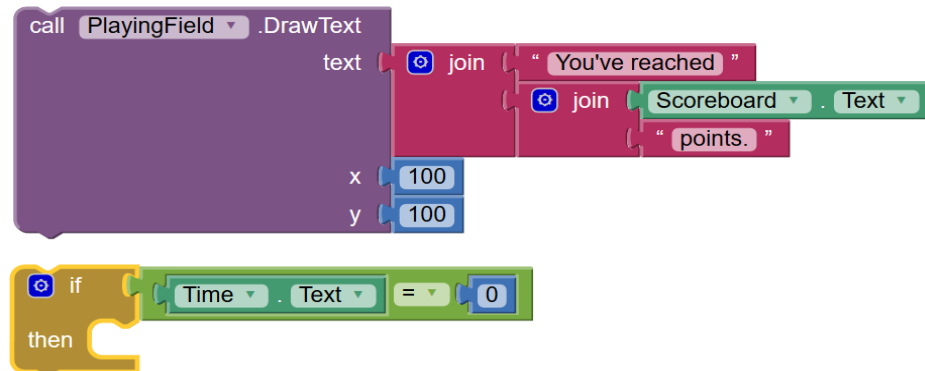 call PlayingField .DrawText
text join “ You've reached ”
join Scoreboard . Text
“ points. ”
x 100
y 100
if Time . Text = 0
then